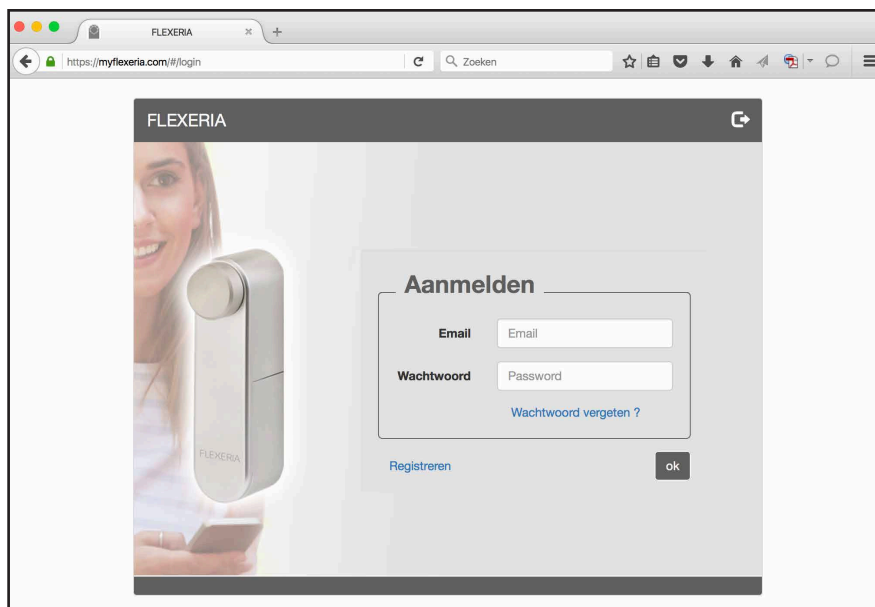 FLEXERIA
https://myflexeria.com/#/login
Zoeken
FLEXERIA
Aanmelden
Email Email
Wachtwoord Password
Wachtwoord vergeten ?
FLEXERIA
Registreren ok